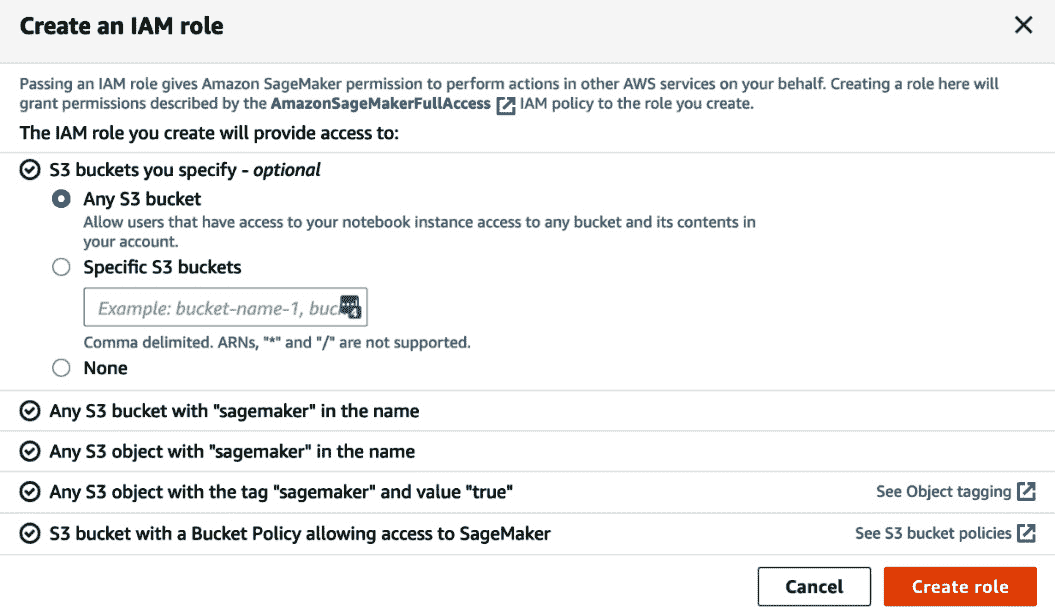 Create an IAM role
Passing an IAM role gives Amazon SageMaker permission to perform actions in other AWS services on your behalf. Creating a role here will
grant permissions described by the AmazonSageMakerFullAccess IAM policy to the role you create.
The IAM role you create will provide access to:
S3 buckets you specify - optional
Any S3 bucket
Allow users that have access to your notebook instance access to any bucket and its contents in
your account.
Specific S3 buckets
Example: bucket-name-1, buc
Comma delimited. ARNs, "*" and "/" are not supported.
None
Any S3 bucket with "sagemaker" in the name
Any S3 object with "sagemaker" in the name
Any S3 object with the tag "sagemaker" and value "true" See Object tagging
S3 bucket with a Bucket Policy allowing access to SageMaker See S3 bucket policies
Cancel Create role